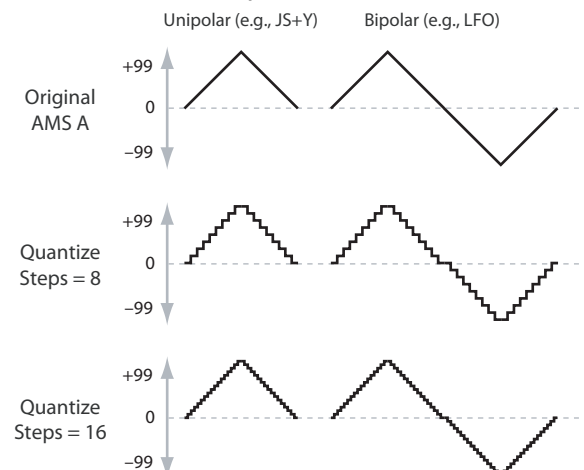 Unipolar (e.g., JS+Y) Bipolar (e.g., LFO)
Original
AMS A
+99
0
–99
Quantize
Steps = 8
+99
0
–99
Quantize
Steps = 16
+99
0
–99